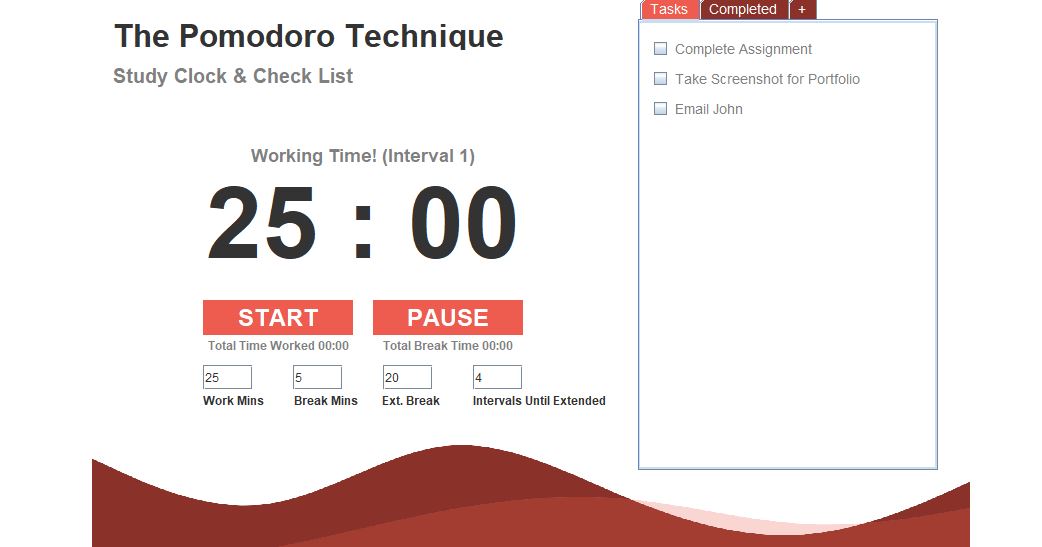 The Pomodoro Technique
Study Clock & Check List
Working Time! (Interval 1)
25 : 00
START PAUSE
Total Time Worked 00:00 Total Break Time 00:00
25 5 20 4
Work Mins Break Mins Ext. Break Intervals Until Extended
Tasks Completed +
Complete Assignment
Take Screenshot for Portfolio
Email John